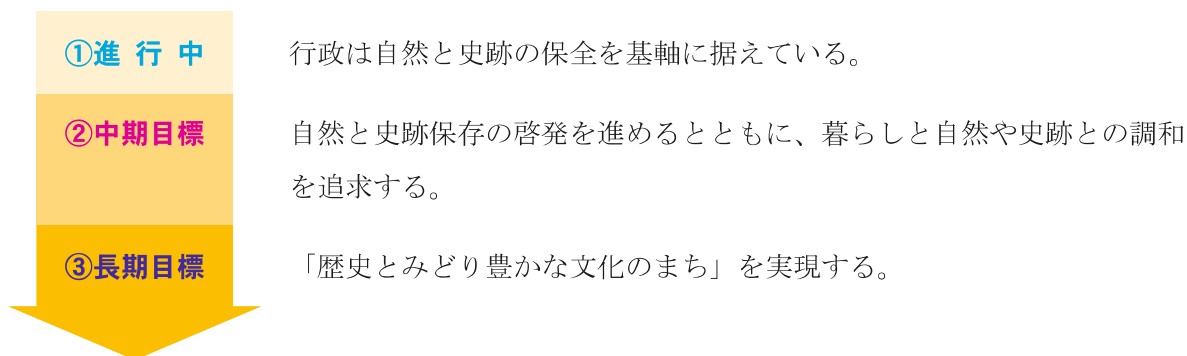 ①進行中 行政は自然と史跡の保全を基軸に据えている。
②中期目標 自然と史跡保存の啓発を進めるとともに、暮らしと自然や史跡との調和
を追求する。
③長期目標 「歴史とみどり豊かな文化のまち」を実現する。